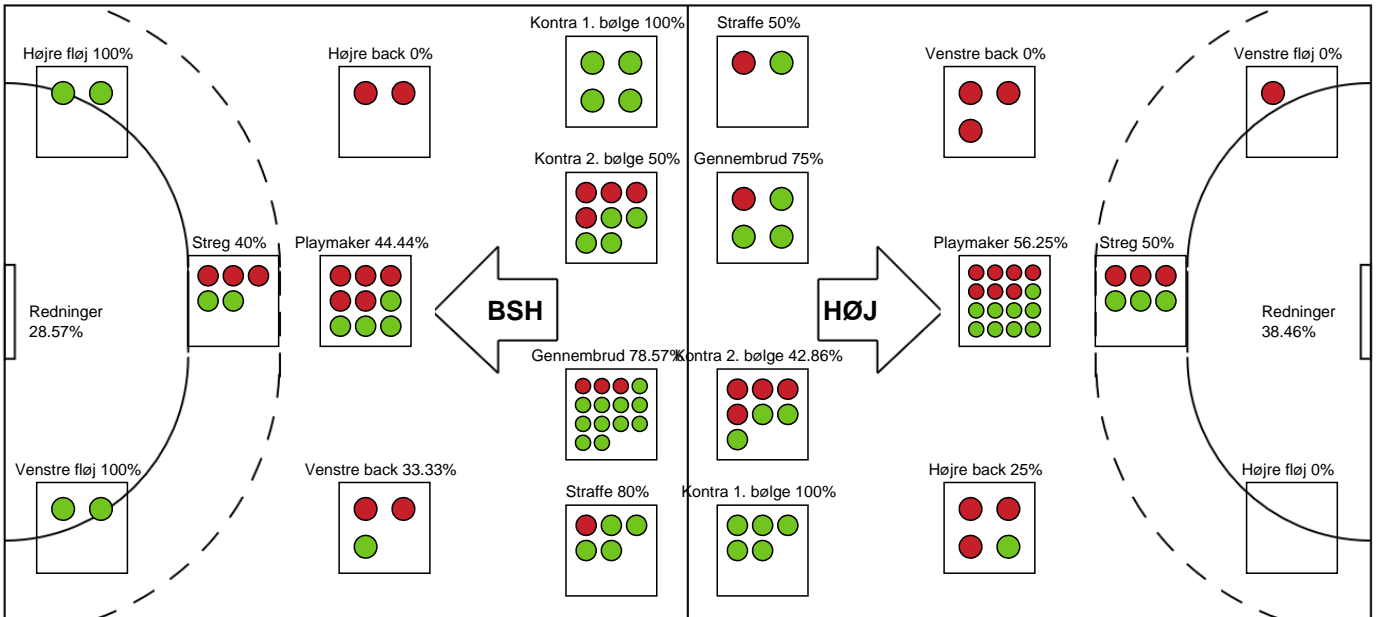 Kontra 1. bølge 100%
Straffe 50%
Højre fløj 100%
Højre back 0%
Venstre back 0%
Venstre fløj 0%
Kontra 2. bølge 50%
Gennembrud 75%
Streg 40%
Playmaker 44.44%
Playmaker 56.25%
Streg 50%
Redninger
28.57%
BSH
HØJ
Redninger
38.46%
Gennembrud 78.57%
Kontra 2. bølge 42.86%
Venstre fløj 100%
Venstre back 33.33%
Højre back 25%
Højre fløj 0%
Straffe 80%
Kontra 1. bølge 100%